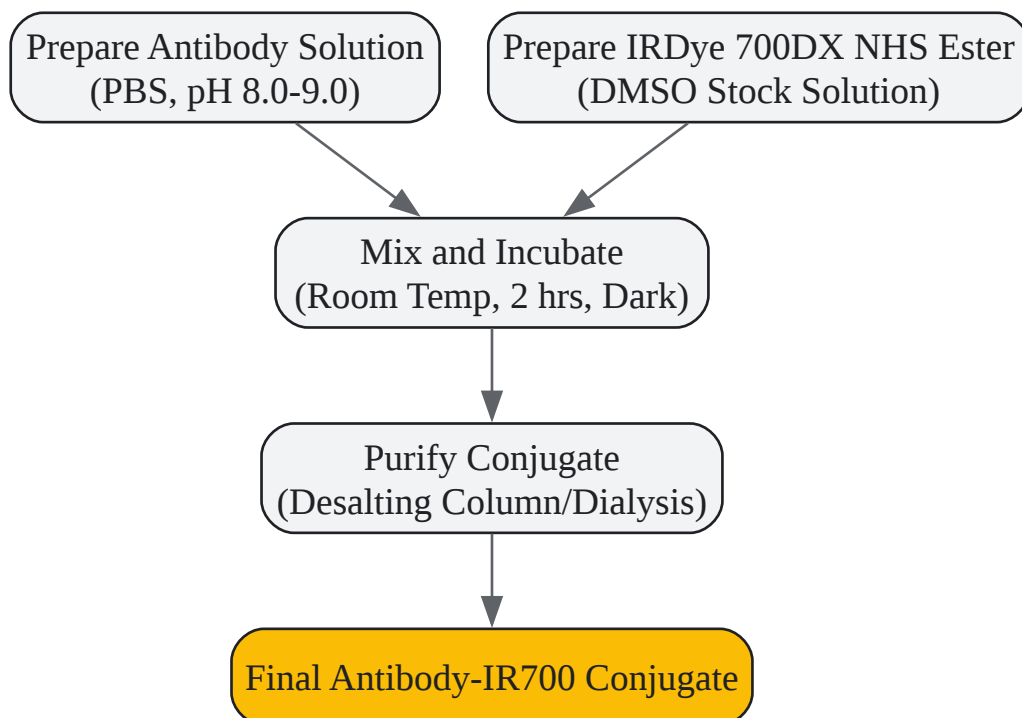 Prepare Antibody Solution
(PBS, pH 8.0-9.0)
Prepare IRDye 700DX NHS Ester
(DMSO Stock Solution)
Mix and Incubate
(Room Temp, 2 hrs, Dark)
Purify Conjugate
(Desalting Column/Dialysis)
Final Antibody-IR700 Conjugate